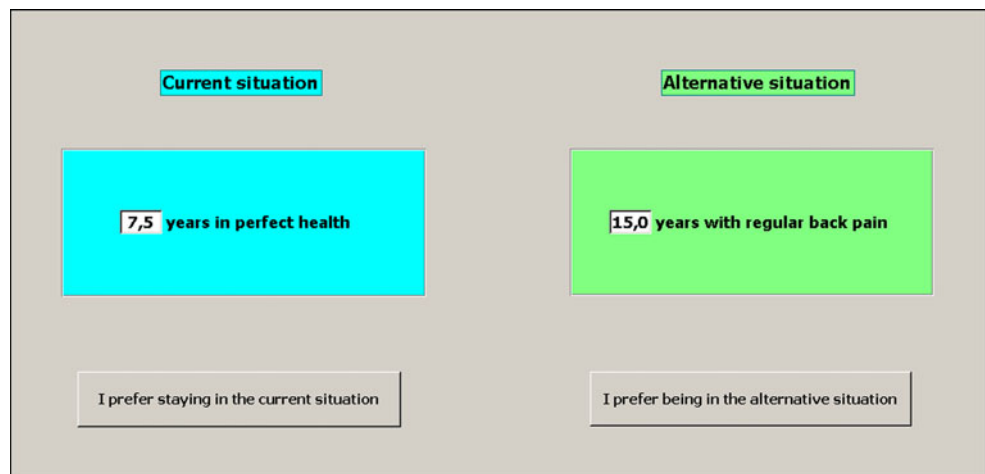 Current situation
Alternative situation
7,5 years in perfect health
15,0 years with regular back pain
I prefer staying in the current situation
I prefer being in the alternative situation